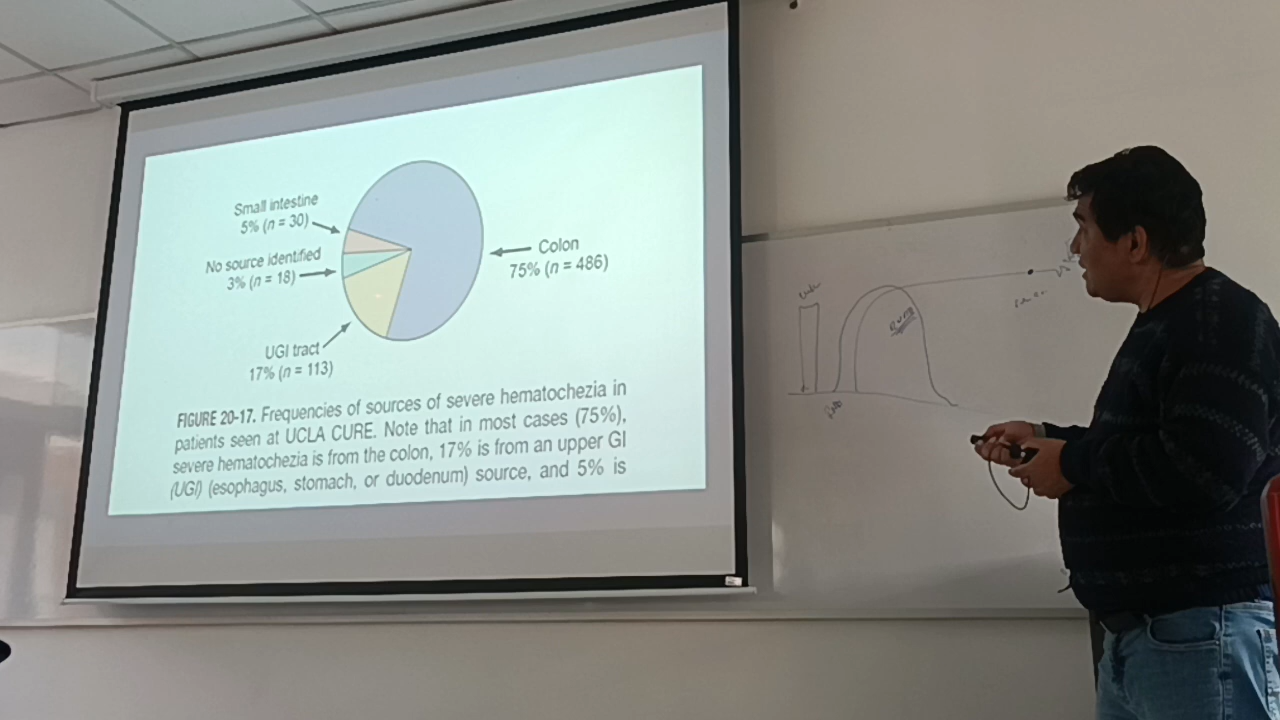 Small intestine
5% (n = 30)
No source identified
3% (n = 18)
UGI tract
17% (n = 113)
Colon
75% (n = 486)
FIGURE 20-17. Frequencies of sources of severe hematochezia in
patients seen at UCLA CURE. Note that in most cases (75%),
severe hematochezia is from the colon, 17% is from an upper GI
(UGI) (esophagus, stomach, or duodenum) source, and 5% is